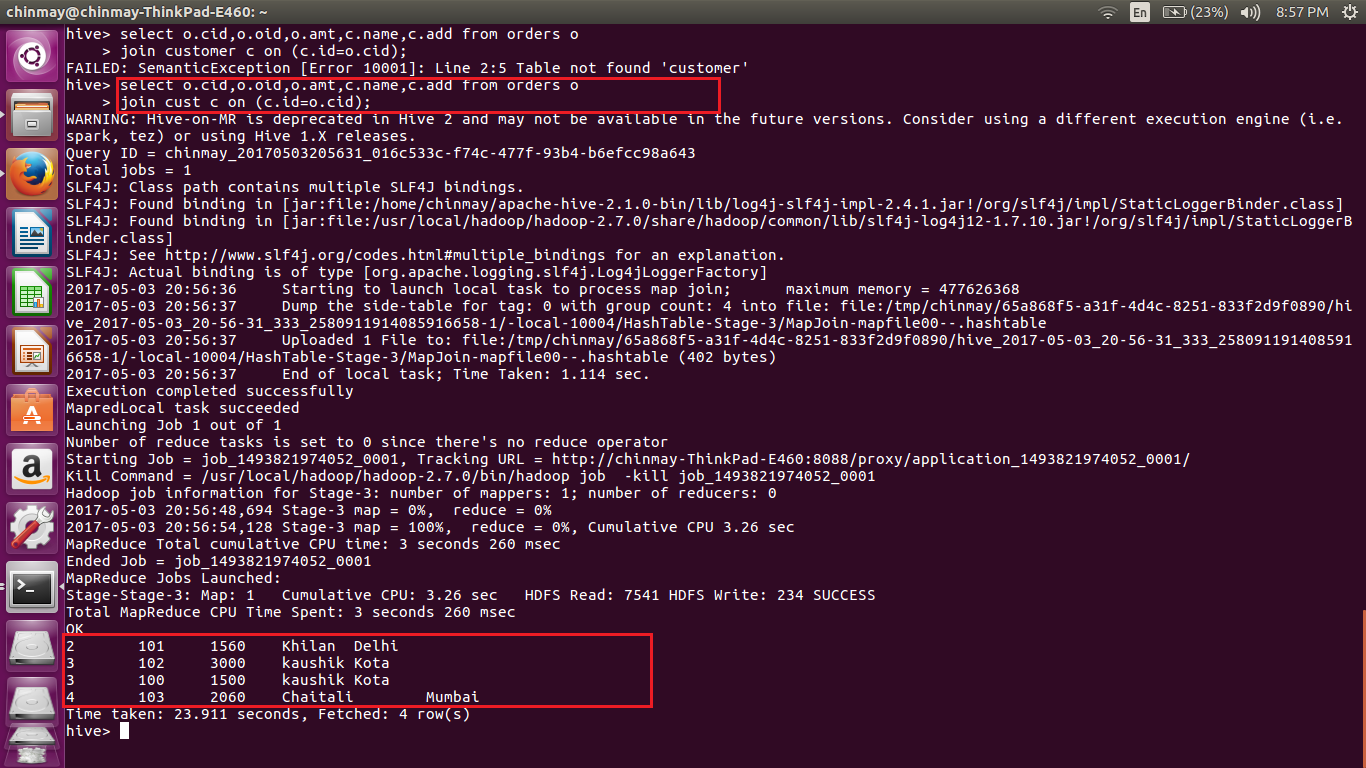 chinmay@chinmay-ThinkPad-E460: ~
En
(23%)
8:57 PM
hive> select o.cid,o.oid,o.amt,c.name,c.add from orders o
    > join customer c on (c.id=o.cid);
FAILED: SemanticException [Error 10001]: Line 2:5 Table not found 'customer'
hive> select o.cid,o.oid,o.amt,c.name,c.add from orders o
    > join cust c on (c.id=o.cid);
WARNING: Hive-on-MR is deprecated in Hive 2 and may not be available in the future versions. Consider using a different execution engine (i.e.
spark, tez) or using Hive 1.X releases.
Query ID = chinmay_20170503205631_016c533c-f74c-477f-93b4-b6efcc98a643
Total jobs = 1
SLF4J: Class path contains multiple SLF4J bindings.
SLF4J: Found binding in [jar:file:/home/chinmay/apache-hive-2.1.0-bin/lib/log4j-slf4j-impl-2.4.1.jar!/org/slf4j/impl/StaticLoggerBinder.class]
SLF4J: Found binding in [jar:file:/usr/local/hadoop/hadoop-2.7.0/share/hadoop/common/lib/slf4j-log4j12-1.7.10.jar!/org/slf4j/impl/StaticLoggerB
inder.class]
SLF4J: See http://www.slf4j.org/codes.html#multiple_bindings for an explanation.
SLF4J: Actual binding is of type [org.apache.logging.slf4j.Log4jLoggerFactory]
2017-05-03 20:56:36     Starting to launch local task to process map join;      maximum memory = 477626368
2017-05-03 20:56:37     Dump the side-table for tag: 0 with group count: 4 into file: file:/tmp/chinmay/65a868f5-a31f-4d4c-8251-833f2d9f0890/hi
ve_2017-05-03_20-56-31_333_2580911914085916658-1/-local-10004/HashTable-Stage-3/MapJoin-mapfile00--.hashtable
2017-05-03 20:56:37     Uploaded 1 File to: file:/tmp/chinmay/65a868f5-a31f-4d4c-8251-833f2d9f0890/hive_2017-05-03_20-56-31_333_258091191408591
6658-1/-local-10004/HashTable-Stage-3/MapJoin-mapfile00--.hashtable (402 bytes)
2017-05-03 20:56:37     End of local task; Time Taken: 1.114 sec.
Execution completed successfully
MapredLocal task succeeded
Launching Job 1 out of 1
Number of reduce tasks is set to 0 since there's no reduce operator
Starting Job = job_1493821974052_0001, Tracking URL = http://chinmay-ThinkPad-E460:8088/proxy/application_1493821974052_0001/
Kill Command = /usr/local/hadoop/hadoop-2.7.0/bin/hadoop job  -kill job_1493821974052_0001
Hadoop job information for Stage-3: number of mappers: 1; number of reducers: 0
2017-05-03 20:56:48,694 Stage-3 map = 0%,  reduce = 0%
2017-05-03 20:56:54,128 Stage-3 map = 100%,  reduce = 0%, Cumulative CPU 3.26 sec
MapReduce Total cumulative CPU time: 3 seconds 260 msec
Ended Job = job_1493821974052_0001
MapReduce Jobs Launched:
Stage-Stage-3: Map: 1   Cumulative CPU: 3.26 sec   HDFS Read: 7541 HDFS Write: 234 SUCCESS
Total MapReduce CPU Time Spent: 3 seconds 260 msec
OK
2       101     1560    Khilan  Delhi
3       102     3000    kaushik Kota
3       100     1500    kaushik Kota
4       103     2060    Chaitali        Mumbai
Time taken: 23.911 seconds, Fetched: 4 row(s)
hive>